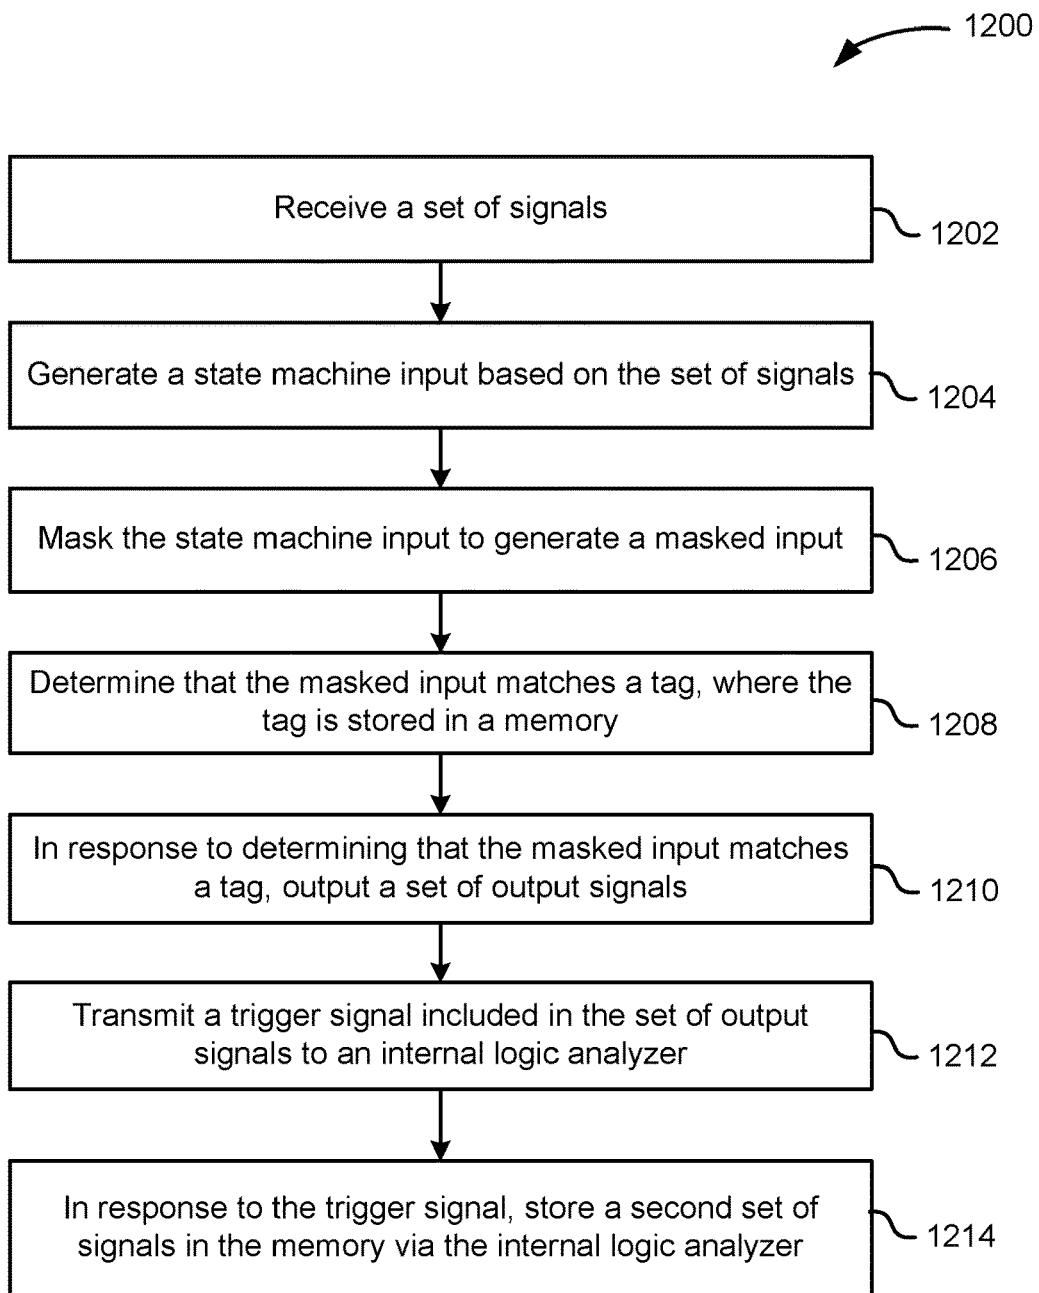 1200
Receive a set of signals
1202
Generate a state machine input based on the set of signals
1204
Mask the state machine input to generate a masked input
1206
Determine that the masked input matches a tag, where the
tag is stored in a memory
1208
In response to determining that the masked input matches
a tag, output a set of output signals
1210
Transmit a trigger signal included in the set of output
signals to an internal logic analyzer
1212
In response to the trigger signal, store a second set of
signals in the memory via the internal logic analyzer
1214